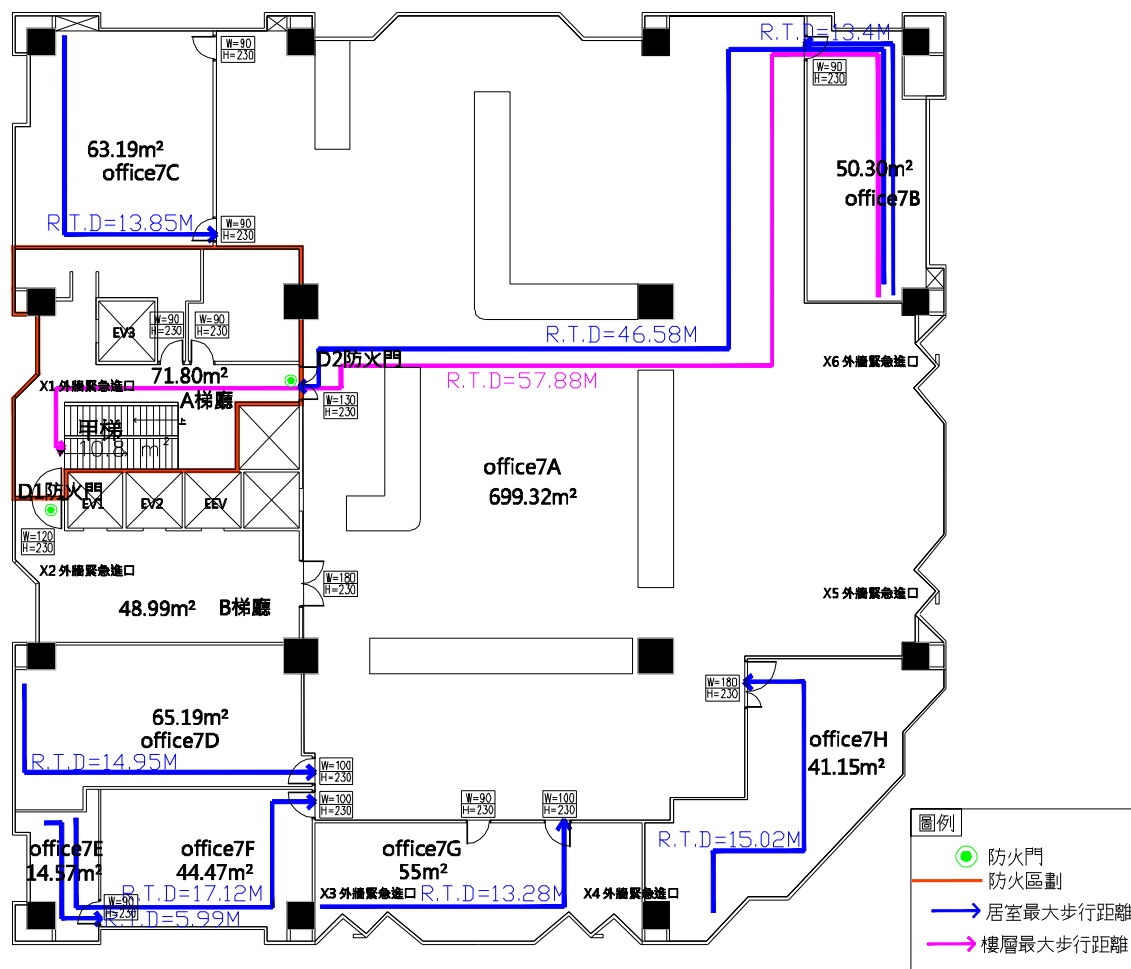 R.T.D=13.4M
W=90
H=230
W=90
H=230
63.19m²
office7C
50.30m²
office7B
R.T.D=13.85M
W=90
H=230
EV3
W=90
H=230
W=90
H=230
R.T.D=46.58M
D2防火門
X6 外牆緊急進口
X1 外牆緊急進口
71.80m²
A梯廳
R.T.D=57.88M
W=130
H=230
甲梯
10.8 m²
office7A
699.32m²
D1防火門
EV1
EV2
EEV
W=120
H=230
X2 外牆緊急進口
W=180
H=230
X5 外牆緊急進口
48.99m²
B梯廳
W=180
H=230
65.19m²
office7D
R.T.D=14.95M
W=100
H=230
office7H
41.15m²
W=100
H=230
W=90
H=230
W=100
H=230
office7E
14.57m²
office7F
44.47m²
office7G
55m²
R.T.D=15.02M
R.T.D=17.12M
X3 外牆緊急進口
R.T.D=13.28M
X4 外牆緊急進口
W=90
H=230
R.T.D=5.99M
圖例
防火門
防火區劃
居室最大步行距離
樓層最大步行距離